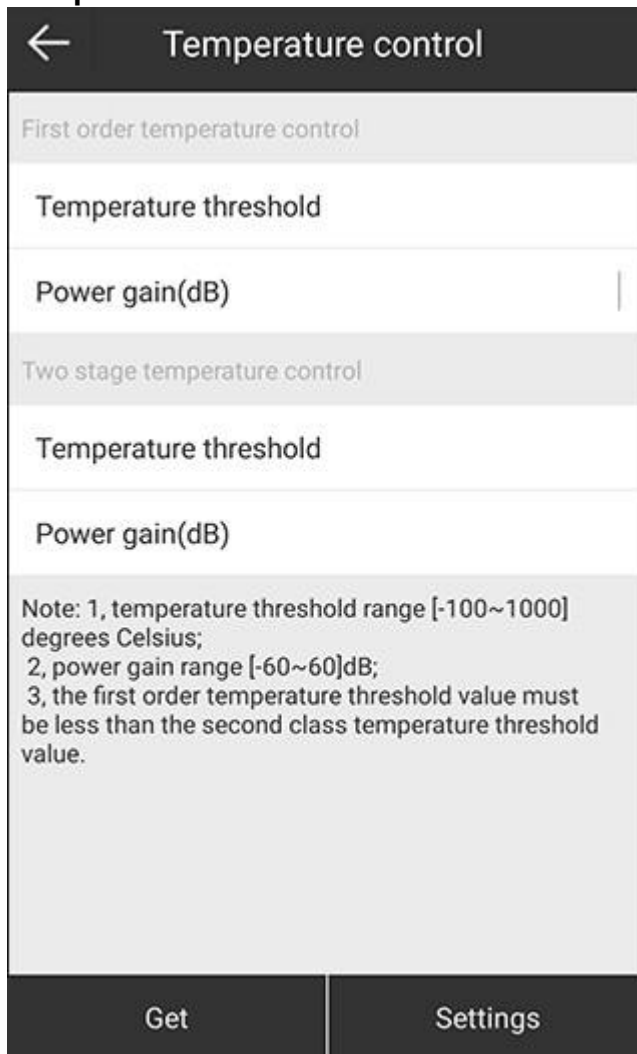 Temperature control
First order temperature control
Temperature threshold
Power gain(dB)
Two stage temperature control
Temperature threshold
Power gain(dB)
Note: 1, temperature threshold range [-100~1000]
degrees Celsius;
2, power gain range [-60~60]dB;
3, the first order temperature threshold value must
be less than the second class temperature threshold
value.
Get
Settings